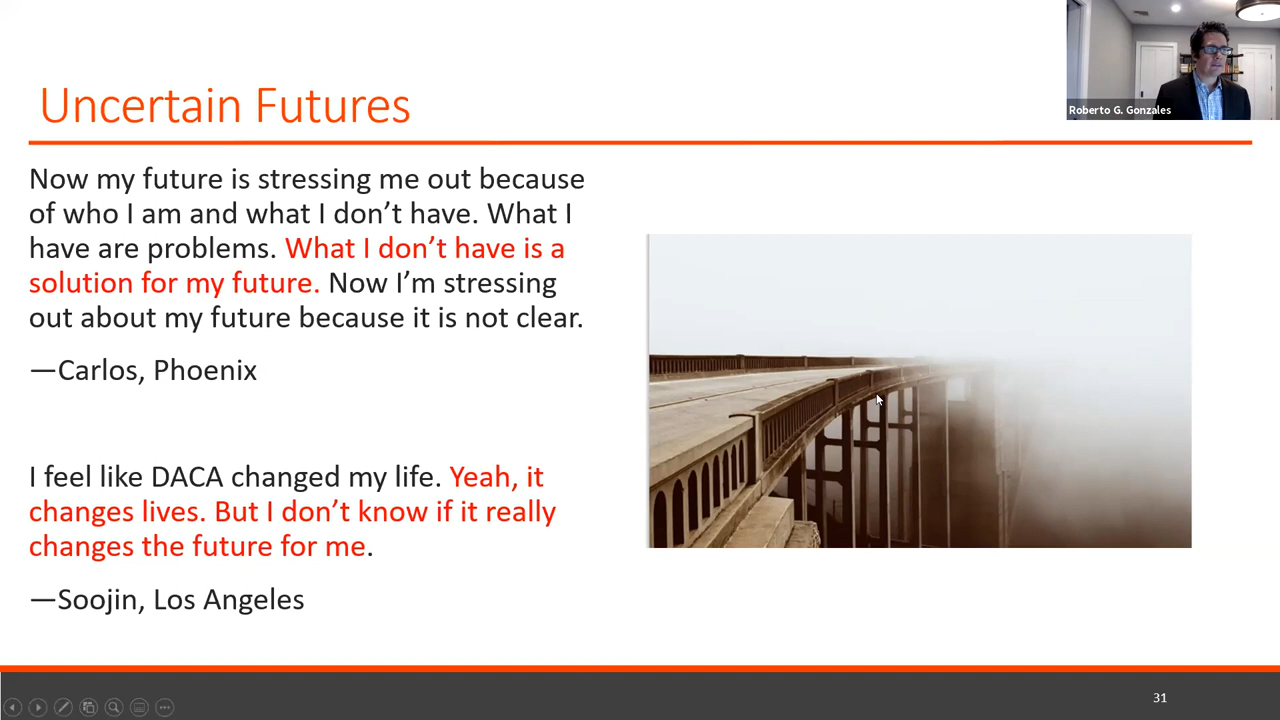 Roberto G. Gonzales
Uncertain Futures
Now my future is stressing me out because
of who I am and what I don’t have. What I
have are problems. What I don’t have is a
solution for my future. Now I’m stressing
out about my future because it is not clear.
—Carlos, Phoenix
I feel like DACA changed my life. Yeah, it
changes lives. But I don’t know if it really
changes the future for me.
—Soojin, Los Angeles
31